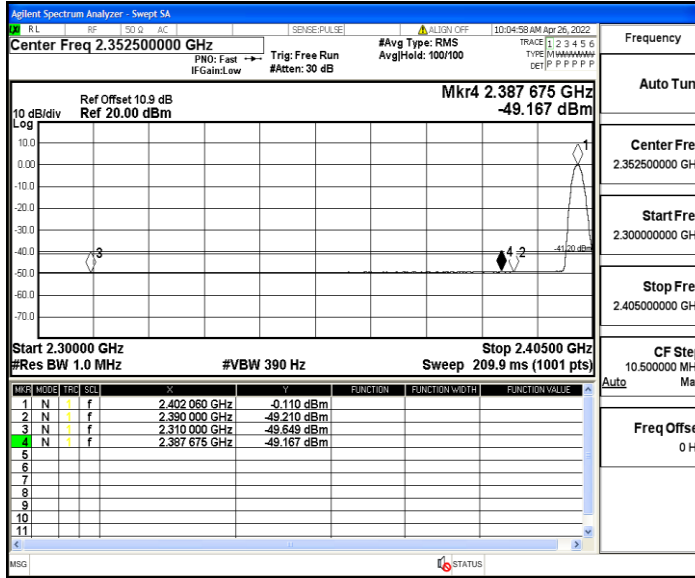 Agilent Spectrum Analyzer - Swept SA
RL RF 50 Ω AC SENSE:PULSE ALIGN OFF 10:04:58 AM Apr 26, 2022
Center Freq 2.352500000 GHz
PNO: Fast
IFGain:Low
Trig: Free Run
#Atten: 30 dB
#Avg Type: RMS
Avg|Hold: 100/100
TRACE 1 2 3 4 5 6
TYPE M
DET P P P P P P
Ref Offset 10.9 dB
Ref 20.00 dBm
10 dB/div
Log
Mkr4 2.387 675 GHz
-49.167 dBm
10.0
0.00
-10.0
-20.0
-30.0
-40.0
-50.0
-60.0
-70.0
1
3
4 2
-41.20 dBm
Start 2.30000 GHz Stop 2.40500 GHz
#Res BW 1.0 MHz #VBW 390 Hz Sweep 209.9 ms (1001 pts)
MKR MODE TRC SCL X Y FUNCTION FUNCTION WIDTH FUNCTION VALUE
1 N 1 f 2.402 060 GHz -0.110 dBm
2 N 1 f 2.390 000 GHz -49.210 dBm
3 N 1 f 2.310 000 GHz -49.649 dBm
4 N 1 f 2.387 675 GHz -49.167 dBm
5
6
7
8
9
10
11
MSG STATUS
Frequency
Auto Tun
Center Fre
2.352500000 GH
Start Fre
2.300000000 GH
Stop Fre
2.405000000 GH
CF Ste
10.500000 MH
Auto Ma
Freq Offse
0 H